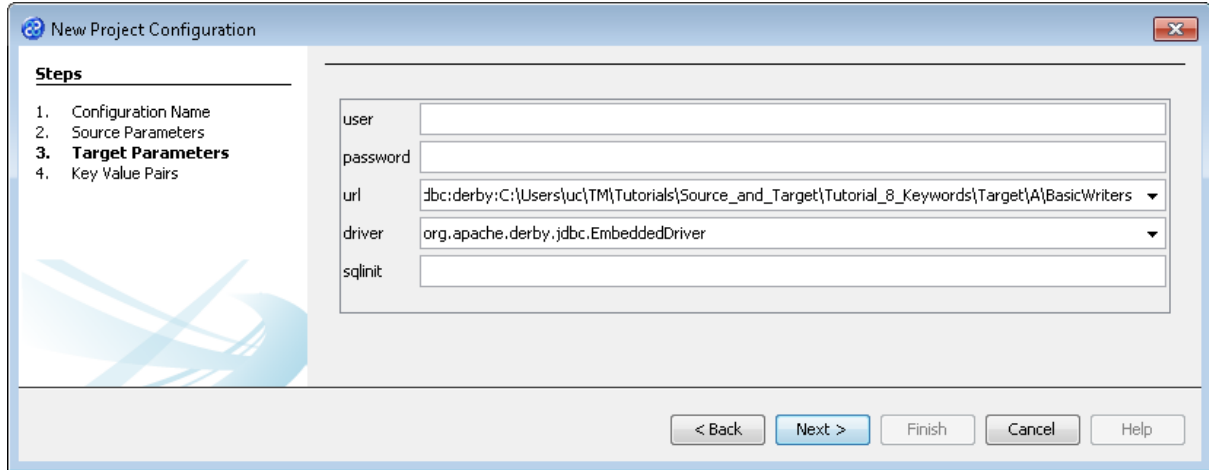 New Project Configuration
Steps
1. Configuration Name
2. Source Parameters
3. Target Parameters
4. Key Value Pairs
user
password
url dbc:derby:C:\Users\uc\TM\Tutorials\Source_and_Target\Tutorial_8_Keywords\Target\A\BasicWriters
driver org.apache.derby.jdbc.EmbeddedDriver
sqlinit
< Back Next > Finish Cancel Help